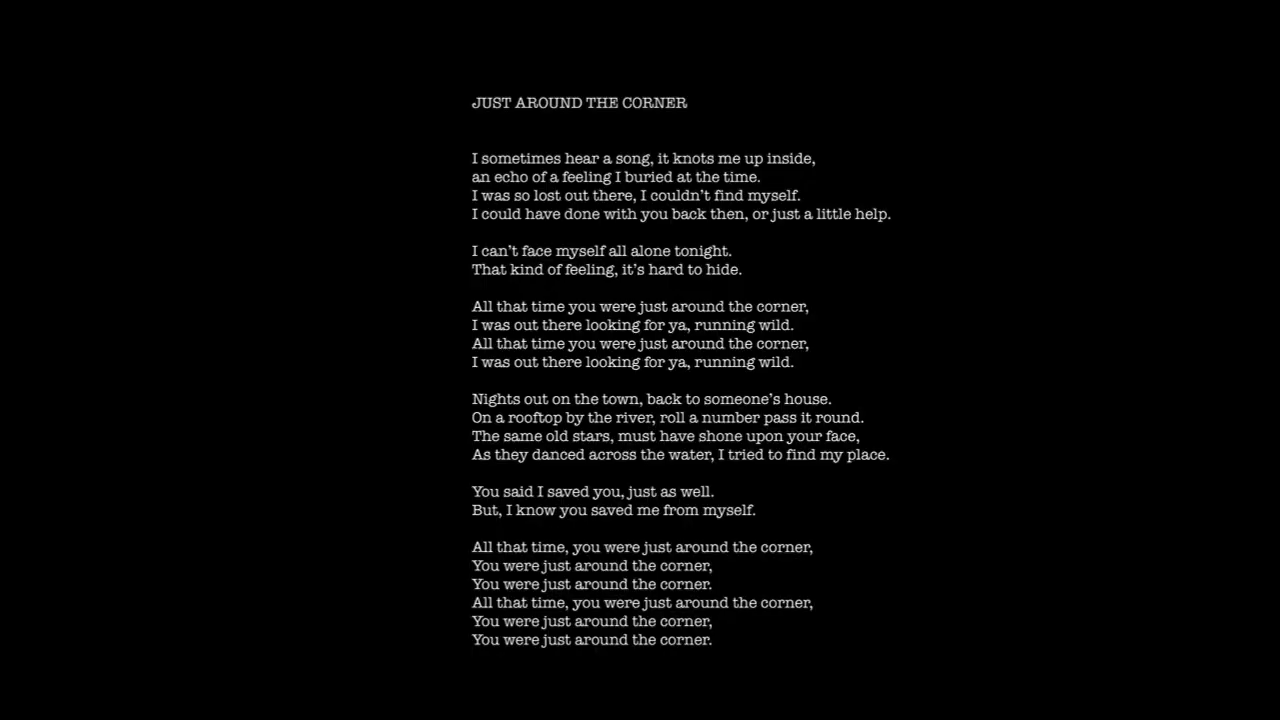 JUST AROUND THE CORNER
I sometimes hear a song, it knots me up inside,
an echo of a feeling I buried at the time.
I was so lost out there, I couldn't find myself.
I could have done with you back then, or just a little help.
I can't face myself all alone tonight.
That kind of feeling, it's hard to hide.
All that time you were just around the corner,
I was out there looking for ya, running wild.
All that time you were just around the corner,
I was out there looking for ya, running wild.
Nights out on the town, back to someone's house.
On a rooftop by the river, roll a number pass it round.
The same old stars, must have shone upon your face,
As they danced across the water, I tried to find my place.
You said I saved you, just as well.
But, I know you saved me from myself.
All that time, you were just around the corner,
You were just around the corner,
You were just around the corner.
All that time, you were just around the corner,
You were just around the corner,
You were just around the corner.